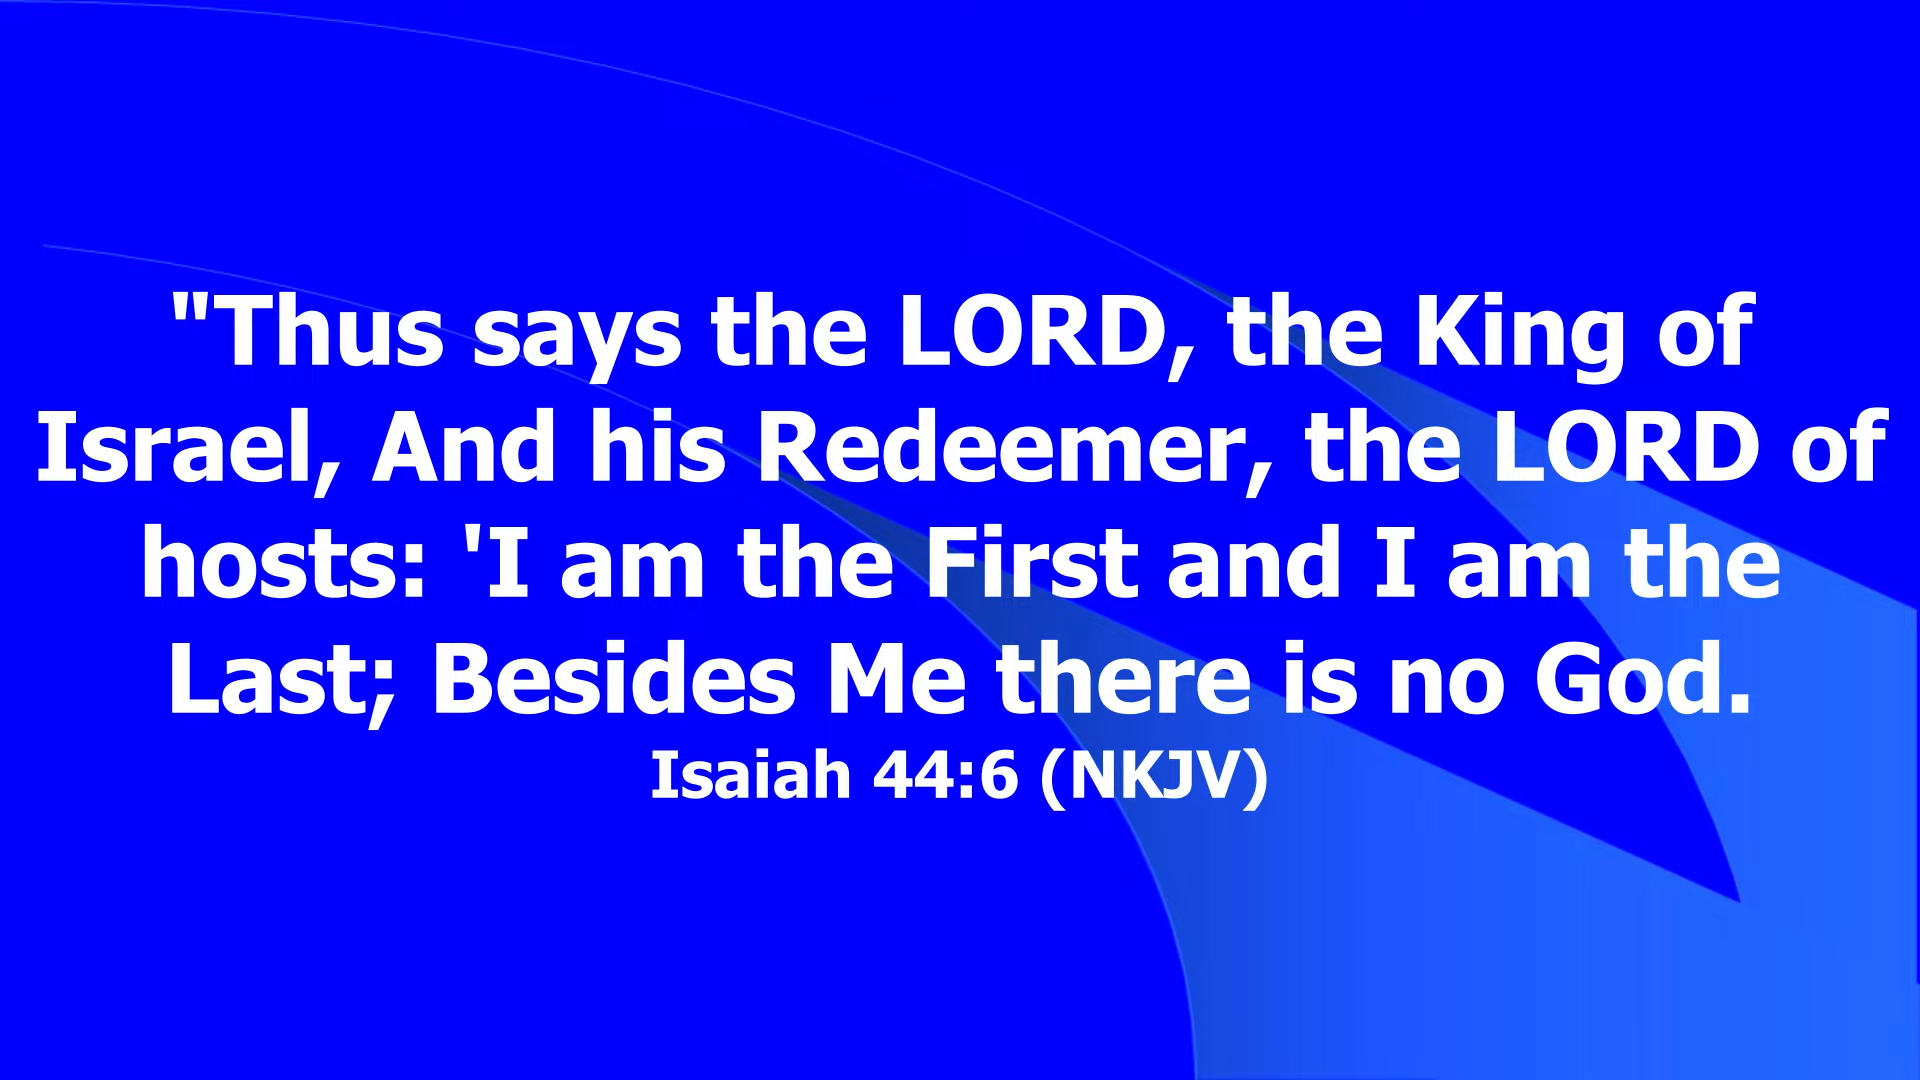 "Thus says the LORD, the King of
Israel, And his Redeemer, the LORD of
hosts: 'I am the First and I am the
Last; Besides Me there is no God.
Isaiah 44:6 (NKJV)